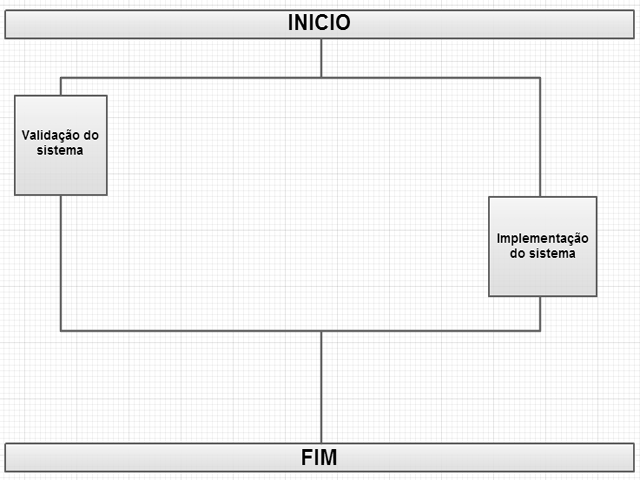 INICIO
Validação do
sistema
Implementação
do sistema
FIM